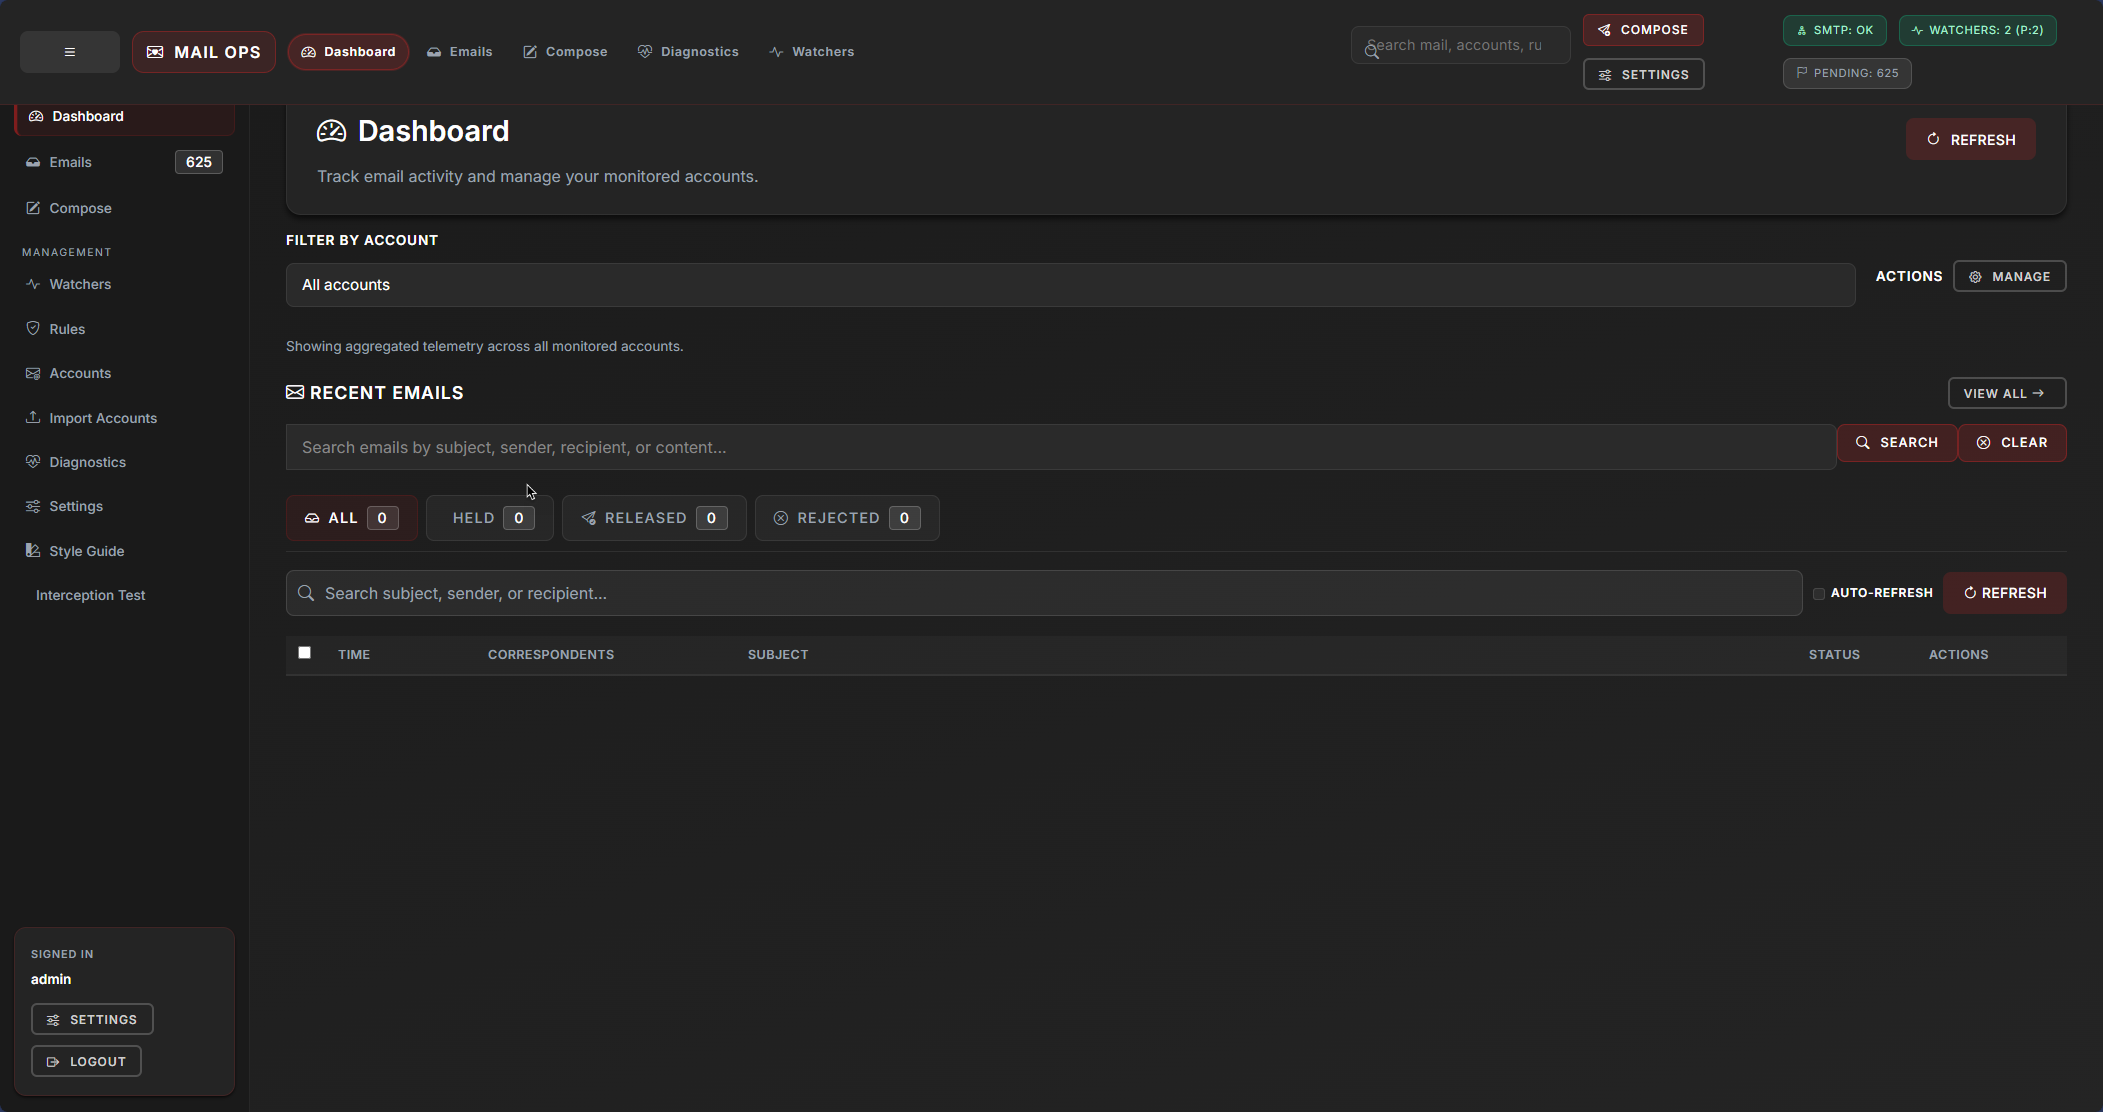 MAIL OPS
Dashboard
Emails
Compose
Diagnostics
Watchers
Search mail, accounts, ru
COMPOSE
SETTINGS
SMTP: OK
WATCHERS: 2 (P:2)
PENDING: 625
Dashboard
Emails
625
Compose
MANAGEMENT
Watchers
Rules
Accounts
Import Accounts
Diagnostics
Settings
Style Guide
Interception Test
SIGNED IN
admin
SETTINGS
LOGOUT
Dashboard
REFRESH
Track email activity and manage your monitored accounts.
FILTER BY ACCOUNT
All accounts
ACTIONS
MANAGE
Showing aggregated telemetry across all monitored accounts.
RECENT EMAILS
VIEW ALL →
Search emails by subject, sender, recipient, or content...
SEARCH
CLEAR
ALL 0
HELD 0
RELEASED 0
REJECTED 0
Search subject, sender, or recipient...
AUTO-REFRESH
REFRESH
TIME
CORRESPONDENTS
SUBJECT
STATUS
ACTIONS